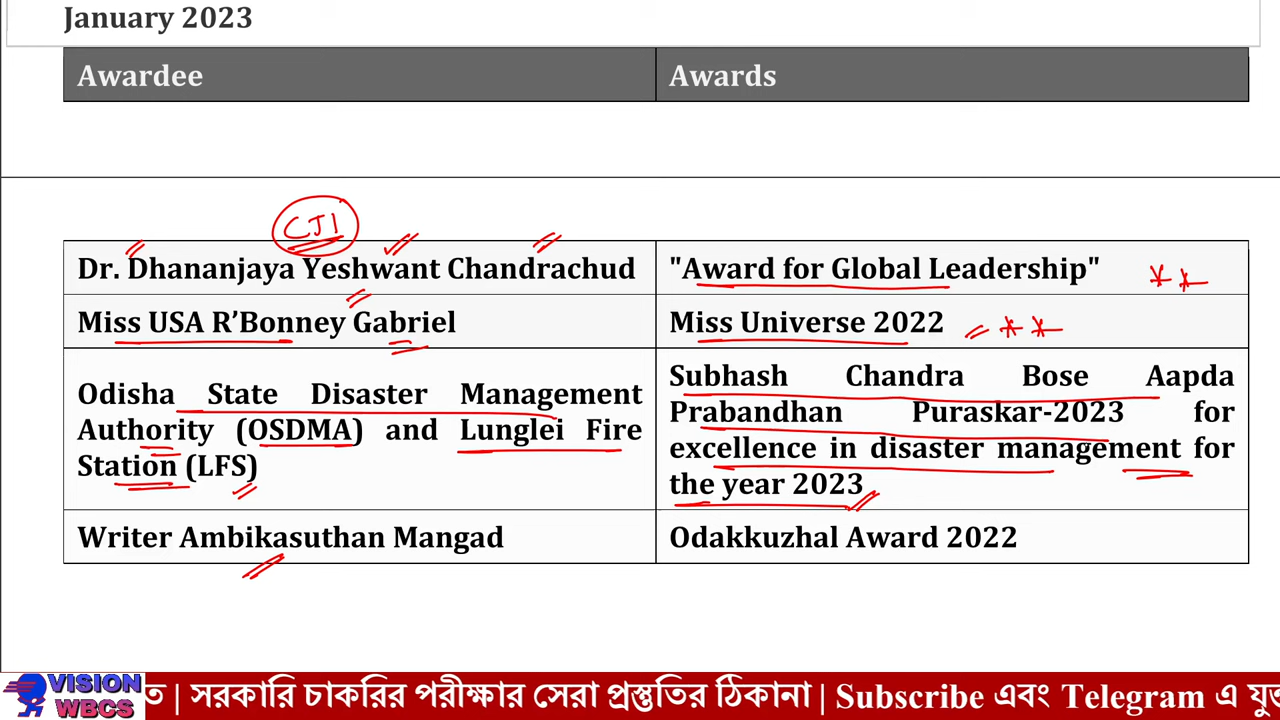 January 2023
Awardee Awards
CJI
Dr. Dhananjaya Yeshwant Chandrachud "Award for Global Leadership"
Miss USA R’Bonney Gabriel Miss Universe 2022
Odisha State Disaster Management
Authority (OSDMA) and Lunglei Fire
Station (LFS)
Subhash Chandra Bose Aapda
Prabandhan Puraskar-2023 for
excellence in disaster management for
the year 2023
Writer Ambikasuthan Mangad Odakkuzhal Award 2022
VISION
WBCS
| সরকারি চাকরির পরীক্ষার সেরা প্রস্তুতির ঠিকানা | Subscribe এবং Telegram এ